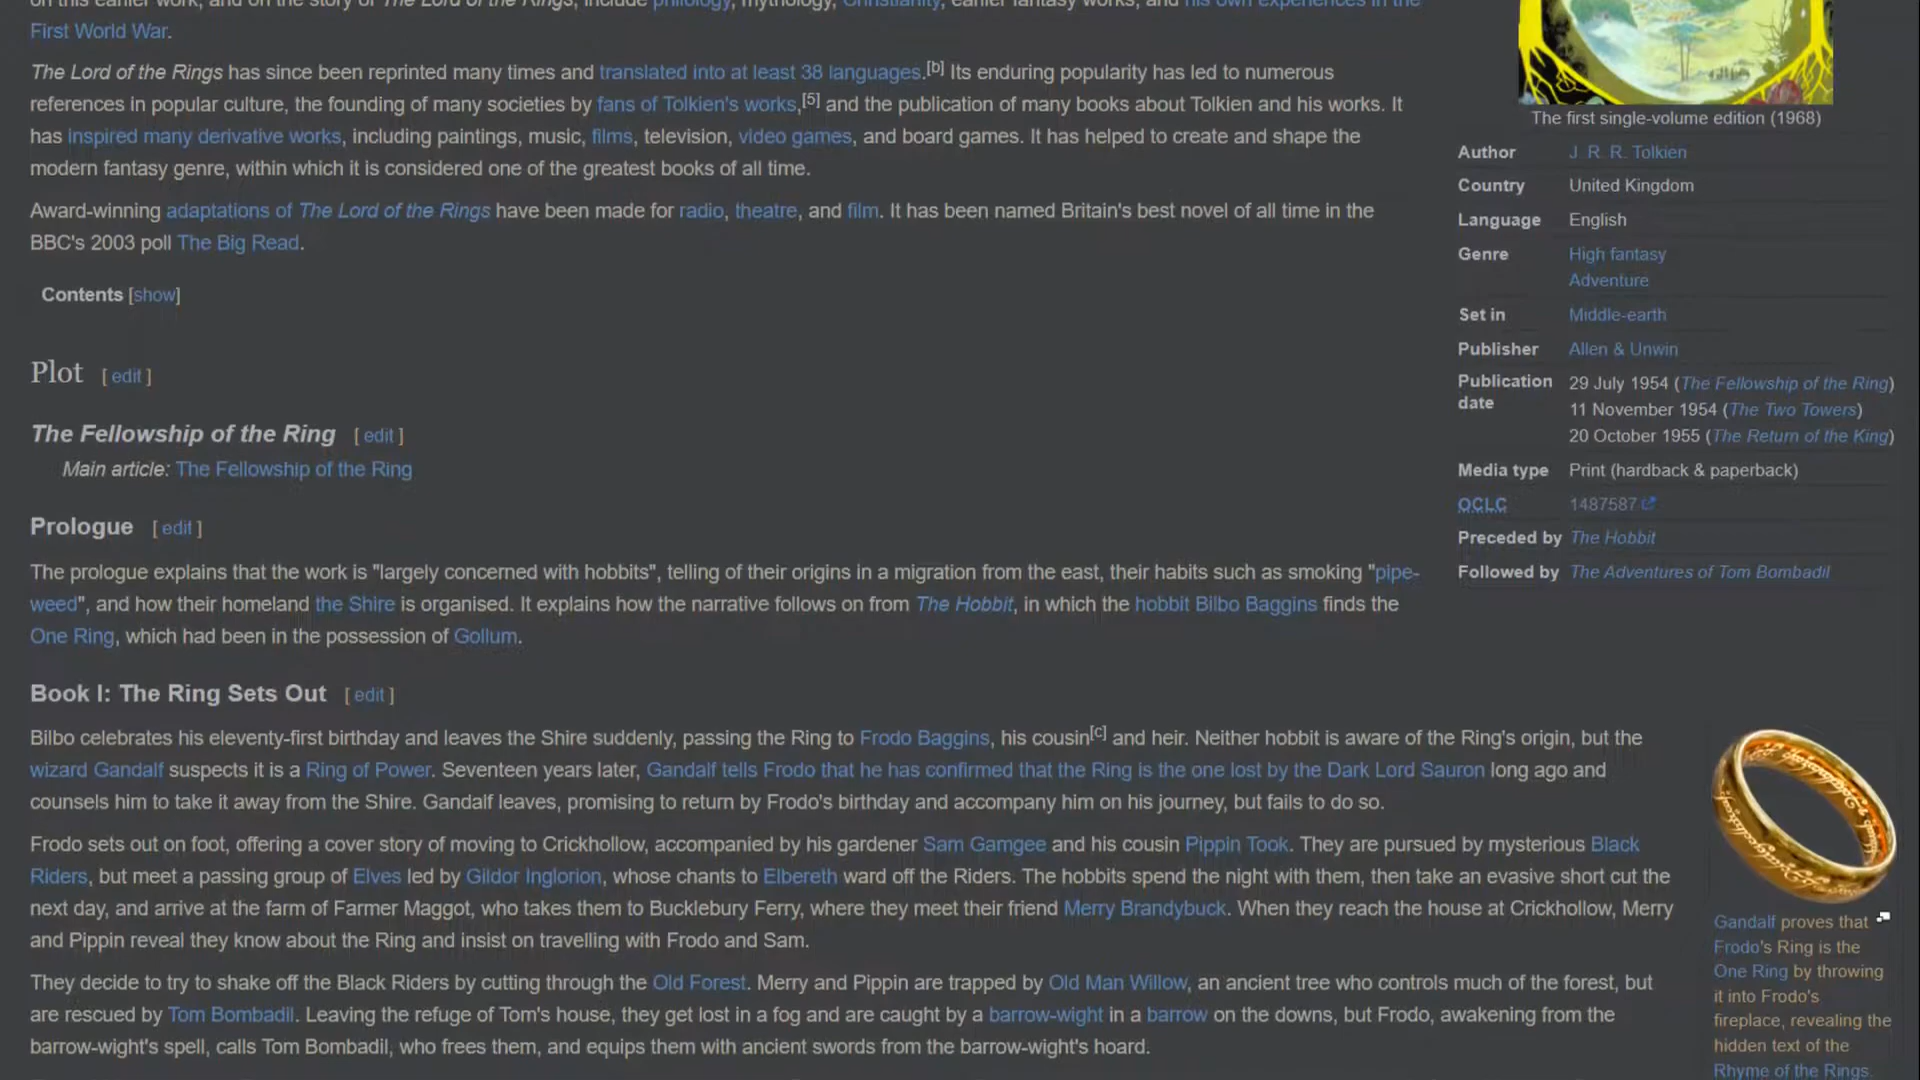 on this earlier work, and on the story of The Lord of the Rings, include philology, mythology, Christianity, earlier fantasy works, and his own experiences in the
First World War.
The Lord of the Rings has since been reprinted many times and translated into at least 38 languages.[b] Its enduring popularity has led to numerous
references in popular culture, the founding of many societies by fans of Tolkien's works,[5] and the publication of many books about Tolkien and his works. It
has inspired many derivative works, including paintings, music, films, television, video games, and board games. It has helped to create and shape the
modern fantasy genre, within which it is considered one of the greatest books of all time.
Award-winning adaptations of The Lord of the Rings have been made for radio, theatre, and film. It has been named Britain's best novel of all time in the
BBC's 2003 poll The Big Read.
Contents [show]
Plot [ edit ]
The Fellowship of the Ring [ edit ]
Main article: The Fellowship of the Ring
Prologue [ edit ]
The prologue explains that the work is "largely concerned with hobbits", telling of their origins in a migration from the east, their habits such as smoking "pipe-
weed", and how their homeland the Shire is organised. It explains how the narrative follows on from The Hobbit, in which the hobbit Bilbo Baggins finds the
One Ring, which had been in the possession of Gollum.
Book I: The Ring Sets Out [ edit ]
Bilbo celebrates his eleventy-first birthday and leaves the Shire suddenly, passing the Ring to Frodo Baggins, his cousin[c] and heir. Neither hobbit is aware of the Ring's origin, but the
wizard Gandalf suspects it is a Ring of Power. Seventeen years later, Gandalf tells Frodo that he has confirmed that the Ring is the one lost by the Dark Lord Sauron long ago and
counsels him to take it away from the Shire. Gandalf leaves, promising to return by Frodo's birthday and accompany him on his journey, but fails to do so.
Frodo sets out on foot, offering a cover story of moving to Crickhollow, accompanied by his gardener Sam Gamgee and his cousin Pippin Took. They are pursued by mysterious Black
Riders, but meet a passing group of Elves led by Gildor Inglorion, whose chants to Elbereth ward off the Riders. The hobbits spend the night with them, then take an evasive short cut the
next day, and arrive at the farm of Farmer Maggot, who takes them to Bucklebury Ferry, where they meet their friend Merry Brandybuck. When they reach the house at Crickhollow, Merry
and Pippin reveal they know about the Ring and insist on travelling with Frodo and Sam.
They decide to try to shake off the Black Riders by cutting through the Old Forest. Merry and Pippin are trapped by Old Man Willow, an ancient tree who controls much of the forest, but
are rescued by Tom Bombadil. Leaving the refuge of Tom's house, they get lost in a fog and are caught by a barrow-wight in a barrow on the downs, but Frodo, awakening from the
barrow-wight's spell, calls Tom Bombadil, who frees them, and equips them with ancient swords from the barrow-wight's hoard.
The first single-volume edition (1968)
Author J. R. R. Tolkien
Country United Kingdom
Language English
Genre High fantasy
Adventure
Set in Middle-earth
Publisher Allen & Unwin
Publication date 29 July 1954 (The Fellowship of the Ring)
11 November 1954 (The Two Towers)
20 October 1955 (The Return of the King)
Media type Print (hardback & paperback)
OCLC 1487587
Preceded by The Hobbit
Followed by The Adventures of Tom Bombadil
Gandalf proves that
Frodo's Ring is the
One Ring by throwing
it into Frodo's
fireplace, revealing the
hidden text of the
Rhyme of the Rings.